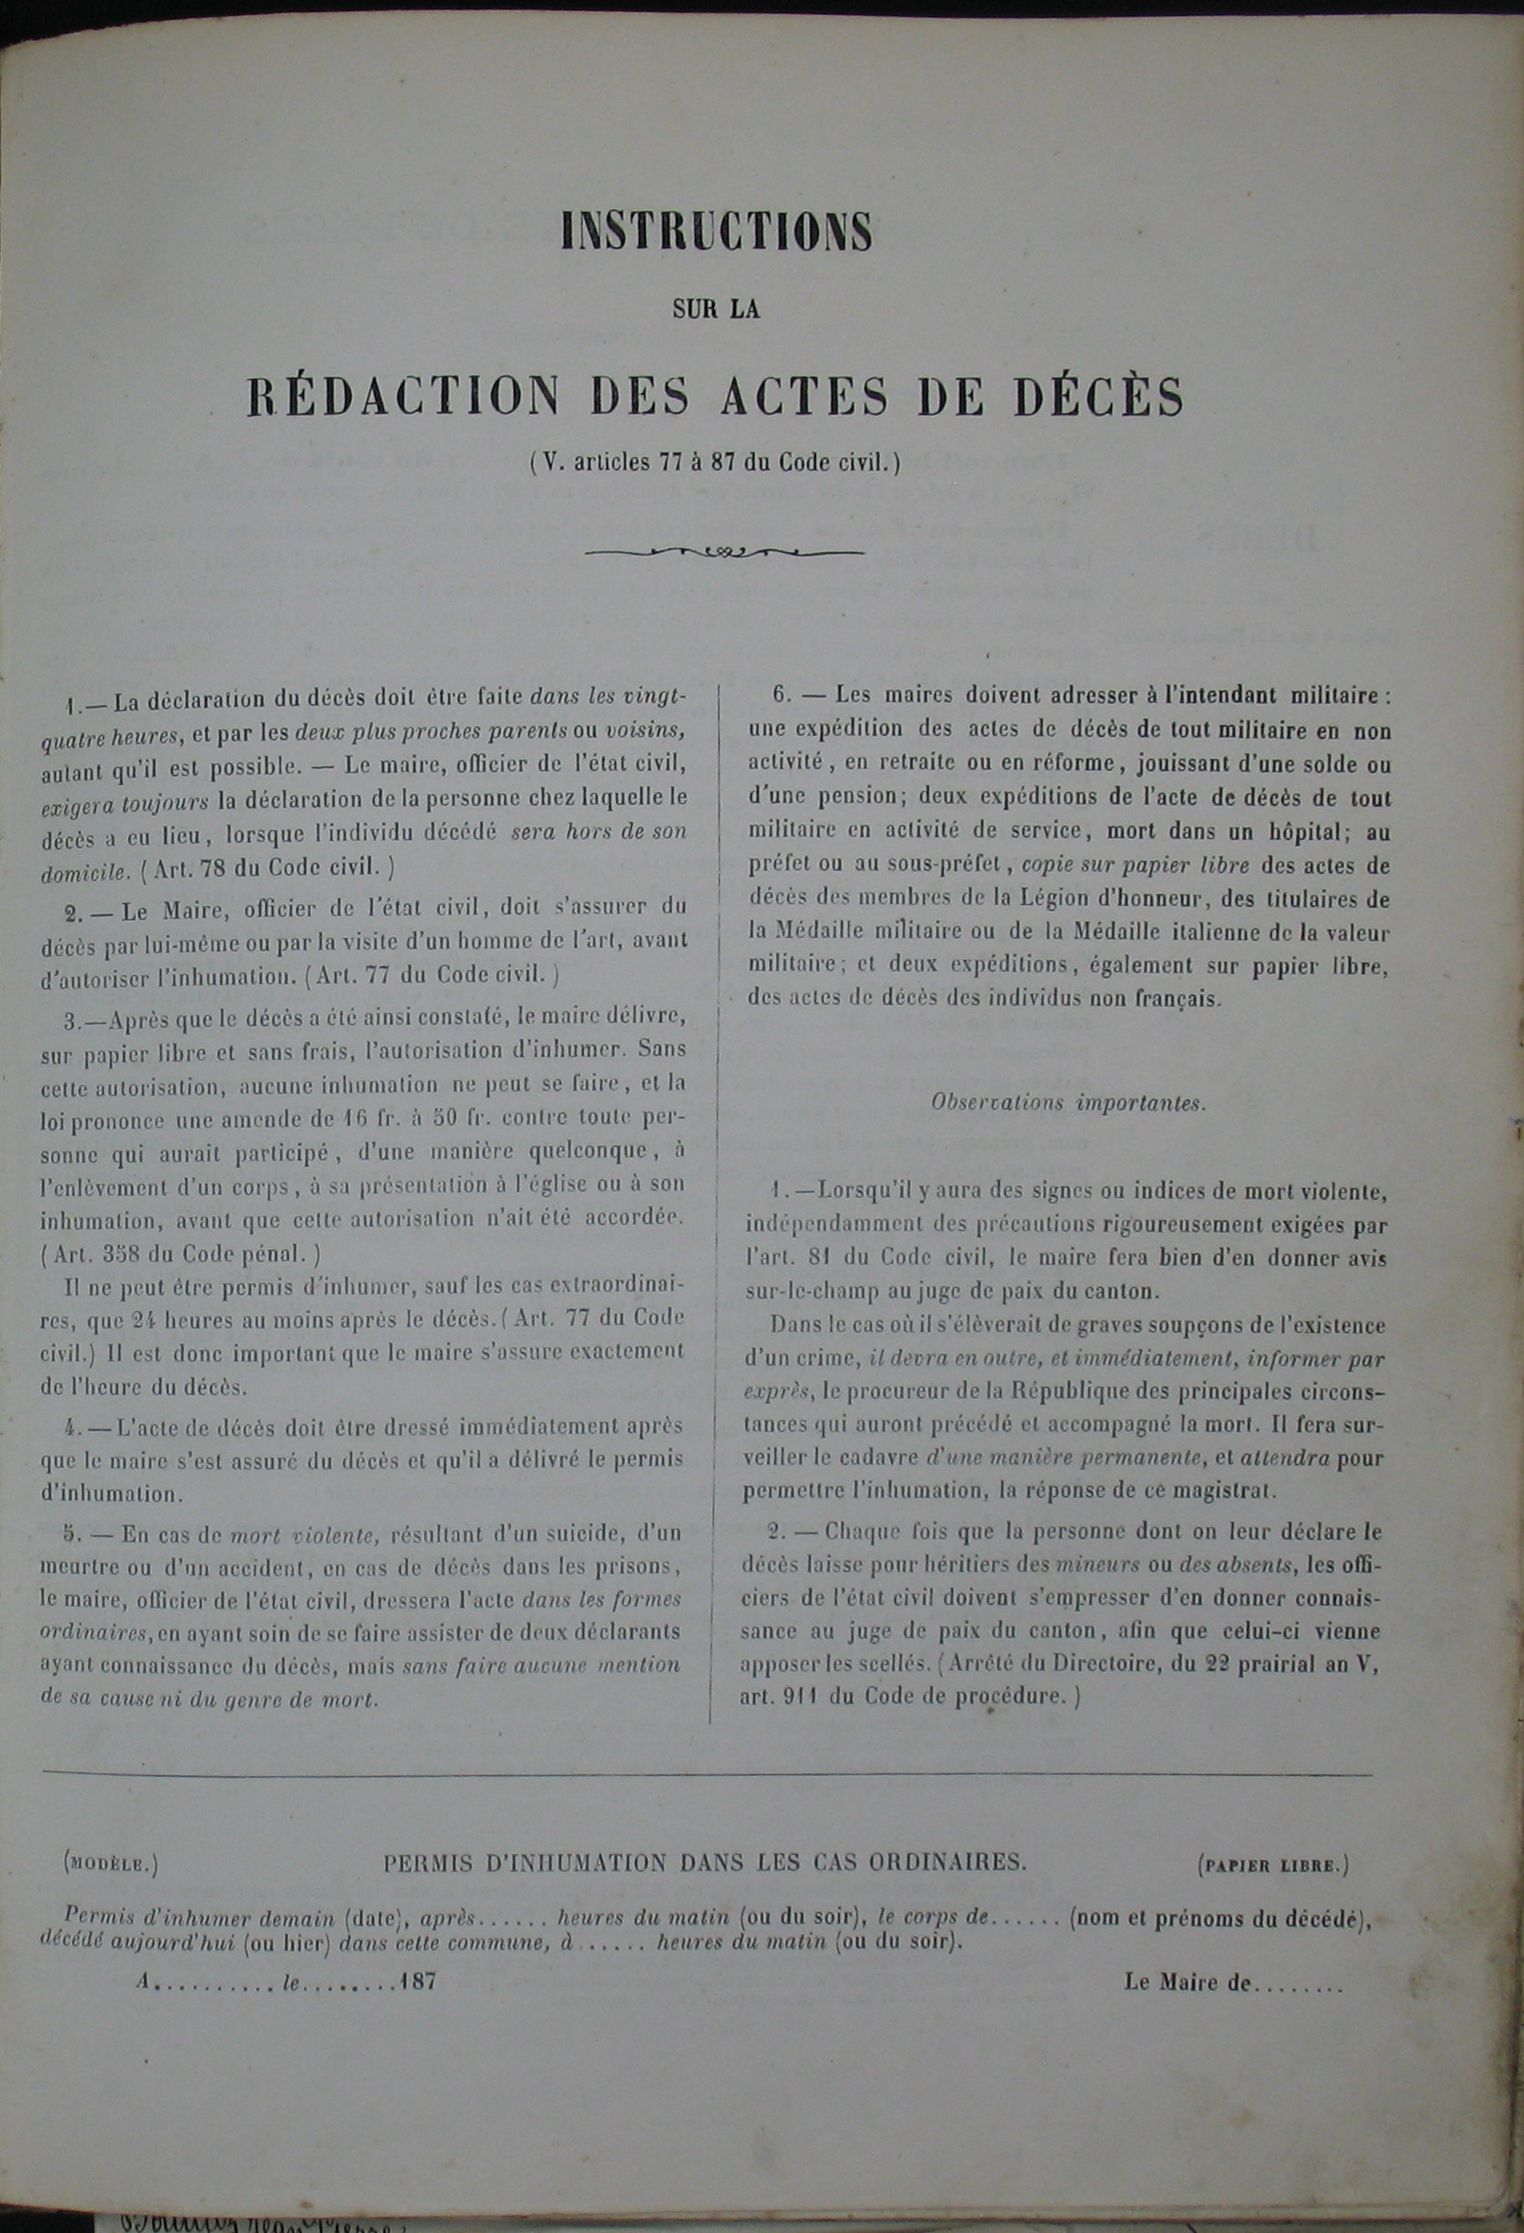 INSTRUCTIONS
SUR LA
RÉDACTION DES ACTES DE DÉCÈS
(V. articles 77 à 87 du Code civil.)
1.— La déclaration du décès doit être faite dans les vingt-
quatre heures, et par les deux plus proches parents ou voisins,
autant qu'il est possible. — Le maire, officier de l'état civil,
exigera toujours la déclaration de la personne chez laquelle le
décès a eu lieu, lorsque l'individu décédé sera hors de son
domicile. (Art. 78 du Code civil.)
2. — Le Maire, officier de l'état civil, doit s'assurer du
décès par lui-même ou par la visite d'un homme de l'art, avant
d'autoriser l'inhumation. (Art. 77 du Code civil.)
3.—Après que le décès a été ainsi constaté, le maire délivre,
sur papier libre et sans frais, l'autorisation d'inhumer. Sans
cette autorisation, aucune inhumation ne peut se faire, et la
loi prononce une amende de 16 fr. à 50 fr. contre toute per-
sonne qui aurait participé, d'une manière quelconque, à
l'enlèvement d'un corps, à sa présentation à l'église ou à son
inhumation, avant que cette autorisation n'ait été accordée.
(Art. 358 du Code pénal.)
Il ne peut être permis d'inhumer, sauf les cas extraordinai-
res, que 24 heures au moins après le décès. (Art. 77 du Code
civil.) Il est donc important que le maire s'assure exactement
de l'heure du décès.
4. — L'acte de décès doit être dressé immédiatement après
que le maire s'est assuré du décès et qu'il a délivré le permis
d'inhumation.
5. — En cas de mort violente, résultant d'un suicide, d'un
meurtre ou d'un accident, en cas de décès dans les prisons,
le maire, officier de l'état civil, dressera l'acte dans les formes
ordinaires, en ayant soin de se faire assister de deux déclarants
ayant connaissance du décès, mais sans faire aucune mention
de sa cause ni du genre de mort.
6. — Les maires doivent adresser à l'intendant militaire :
une expédition des actes de décès de tout militaire en non
activité, en retraite ou en réforme, jouissant d'une solde ou
d'une pension; deux expéditions de l'acte de décès de tout
militaire en activité de service, mort dans un hôpital; au
préfet ou au sous-préfet, copie sur papier libre des actes de
décès des membres de la Légion d'honneur, des titulaires de
la Médaille militaire ou de la Médaille italienne de la valeur
militaire; et deux expéditions, également sur papier libre,
des actes de décès des individus non français.
Observations importantes.
1. —Lorsqu'il y aura des signes ou indices de mort violente,
indépendamment des précautions rigoureusement exigées par
l'art. 81 du Code civil, le maire fera bien d'en donner avis
sur-le-champ au juge de paix du canton.
Dans le cas où il s'élèverait de graves soupçons de l'existence
d'un crime, il devra en outre, et immédiatement, informer par
exprès, le procureur de la République des principales circons-
tances qui auront précédé et accompagné la mort. Il fera sur-
veiller le cadavre d'une manière permanente, et attendra pour
permettre l'inhumation, la réponse de ce magistrat.
2. — Chaque fois que la personne dont on leur déclare le
décès laisse pour héritiers des mineurs ou des absents, les offi-
ciers de l'état civil doivent s'empresser d'en donner connais-
sance au juge de paix du canton, afin que celui-ci vienne
apposer les scellés. (Arrêté du Directoire, du 22 prairial an V,
art. 911 du Code de procédure.)
(MODÈLE.) PERMIS D'INHUMATION DANS LES CAS ORDINAIRES. (PAPIER LIBRE.)
Permis d'inhumer demain (date), après...... heures du matin (ou du soir), le corps de...... (nom et prénoms du décédé),
décédé aujourd'hui (ou hier) dans cette commune, à ...... heures du matin (ou du soir).
A........... le.........187 Le Maire de........